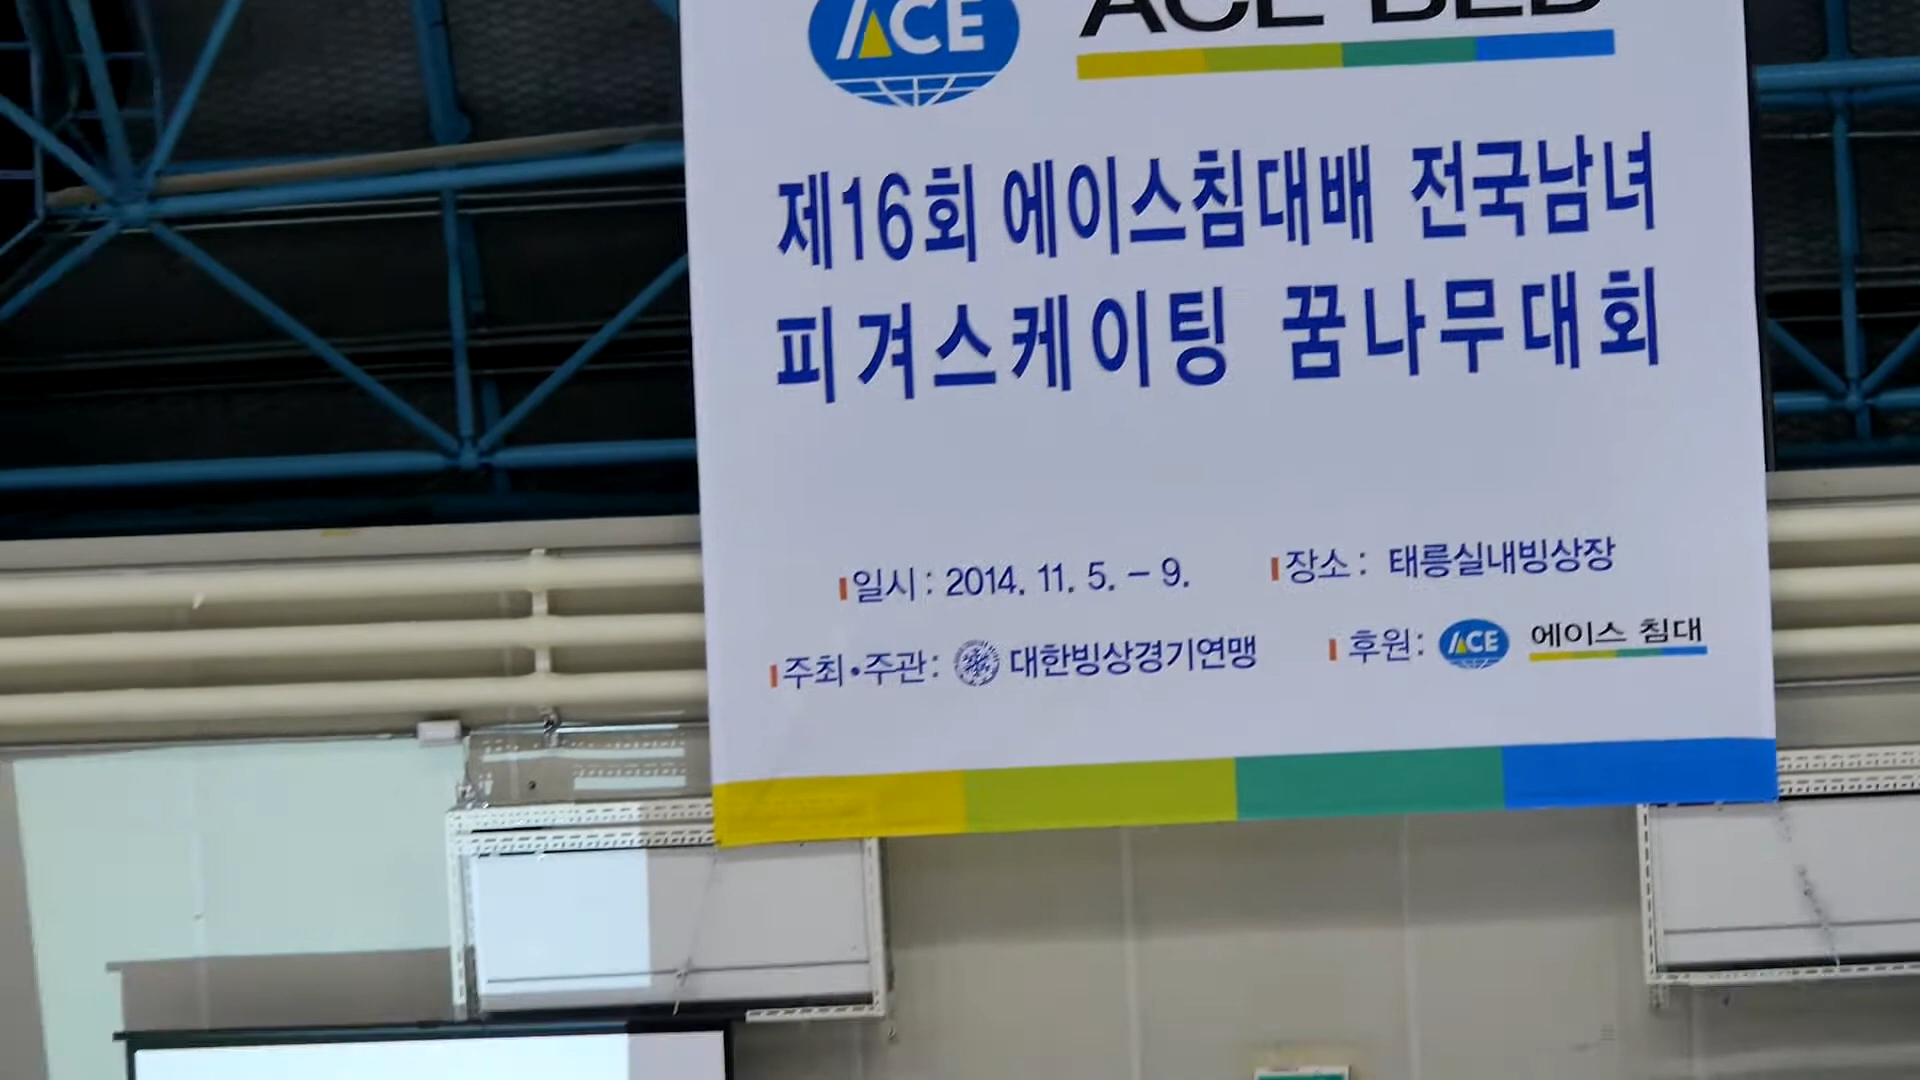 ACE ACE BED
제16회 에이스침대배 전국남녀
피겨스케이팅 꿈나무대회
일시 : 2014. 11. 5. - 9. 장소 : 태릉실내빙상장
주최·주관 : 대한빙상경기연맹 후원 : ACE 에이스 침대